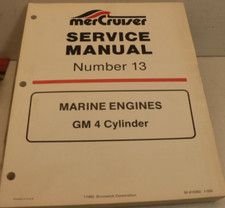 merCruiser
SERVICE
MANUAL
Number 13
MARINE ENGINES
GM 4 Cylinder